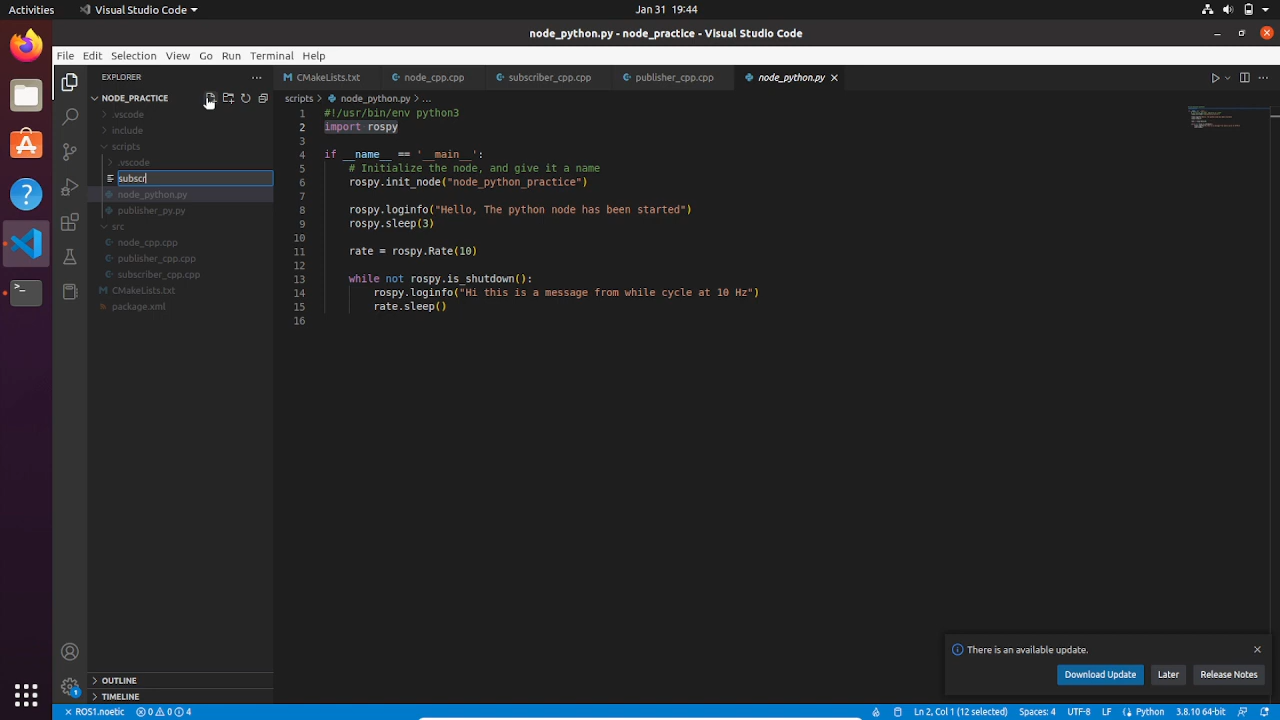 Activities
Visual Studio Code
Jan 31 19:44
node_python.py - node_practice - Visual Studio Code
File Edit Selection View Go Run Terminal Help
EXPLORER
CMakeLists.txt
node_cpp.cpp
subscriber_cpp.cpp
publisher_cpp.cpp
node_python.py
NODE_PRACTICE
.vscode
include
scripts
.vscode
subscr
node_python.py
publisher_py.py
src
node_cpp.cpp
publisher_cpp.cpp
subscriber_cpp.cpp
CMakeLists.txt
package.xml
OUTLINE
TIMELINE
scripts > node_python.py > ...
1 #!/usr/bin/env python3
2 import rospy
3
4 if __name__ == '__main__':
5 # Initialize the node, and give it a name
6 rospy.init_node("node_python_practice")
7
8 rospy.loginfo("Hello, The python node has been started")
9 rospy.sleep(3)
10
11 rate = rospy.Rate(10)
12
13 while not rospy.is_shutdown():
14 rospy.loginfo("Hi this is a message from while cycle at 10 Hz")
15 rate.sleep()
16
There is an available update.
Download Update
Later
Release Notes
1
ROS1.noetic
0 0 4
Ln 2, Col 1 (12 selected)
Spaces: 4
UTF-8
LF
Python
3.8.10 64-bit